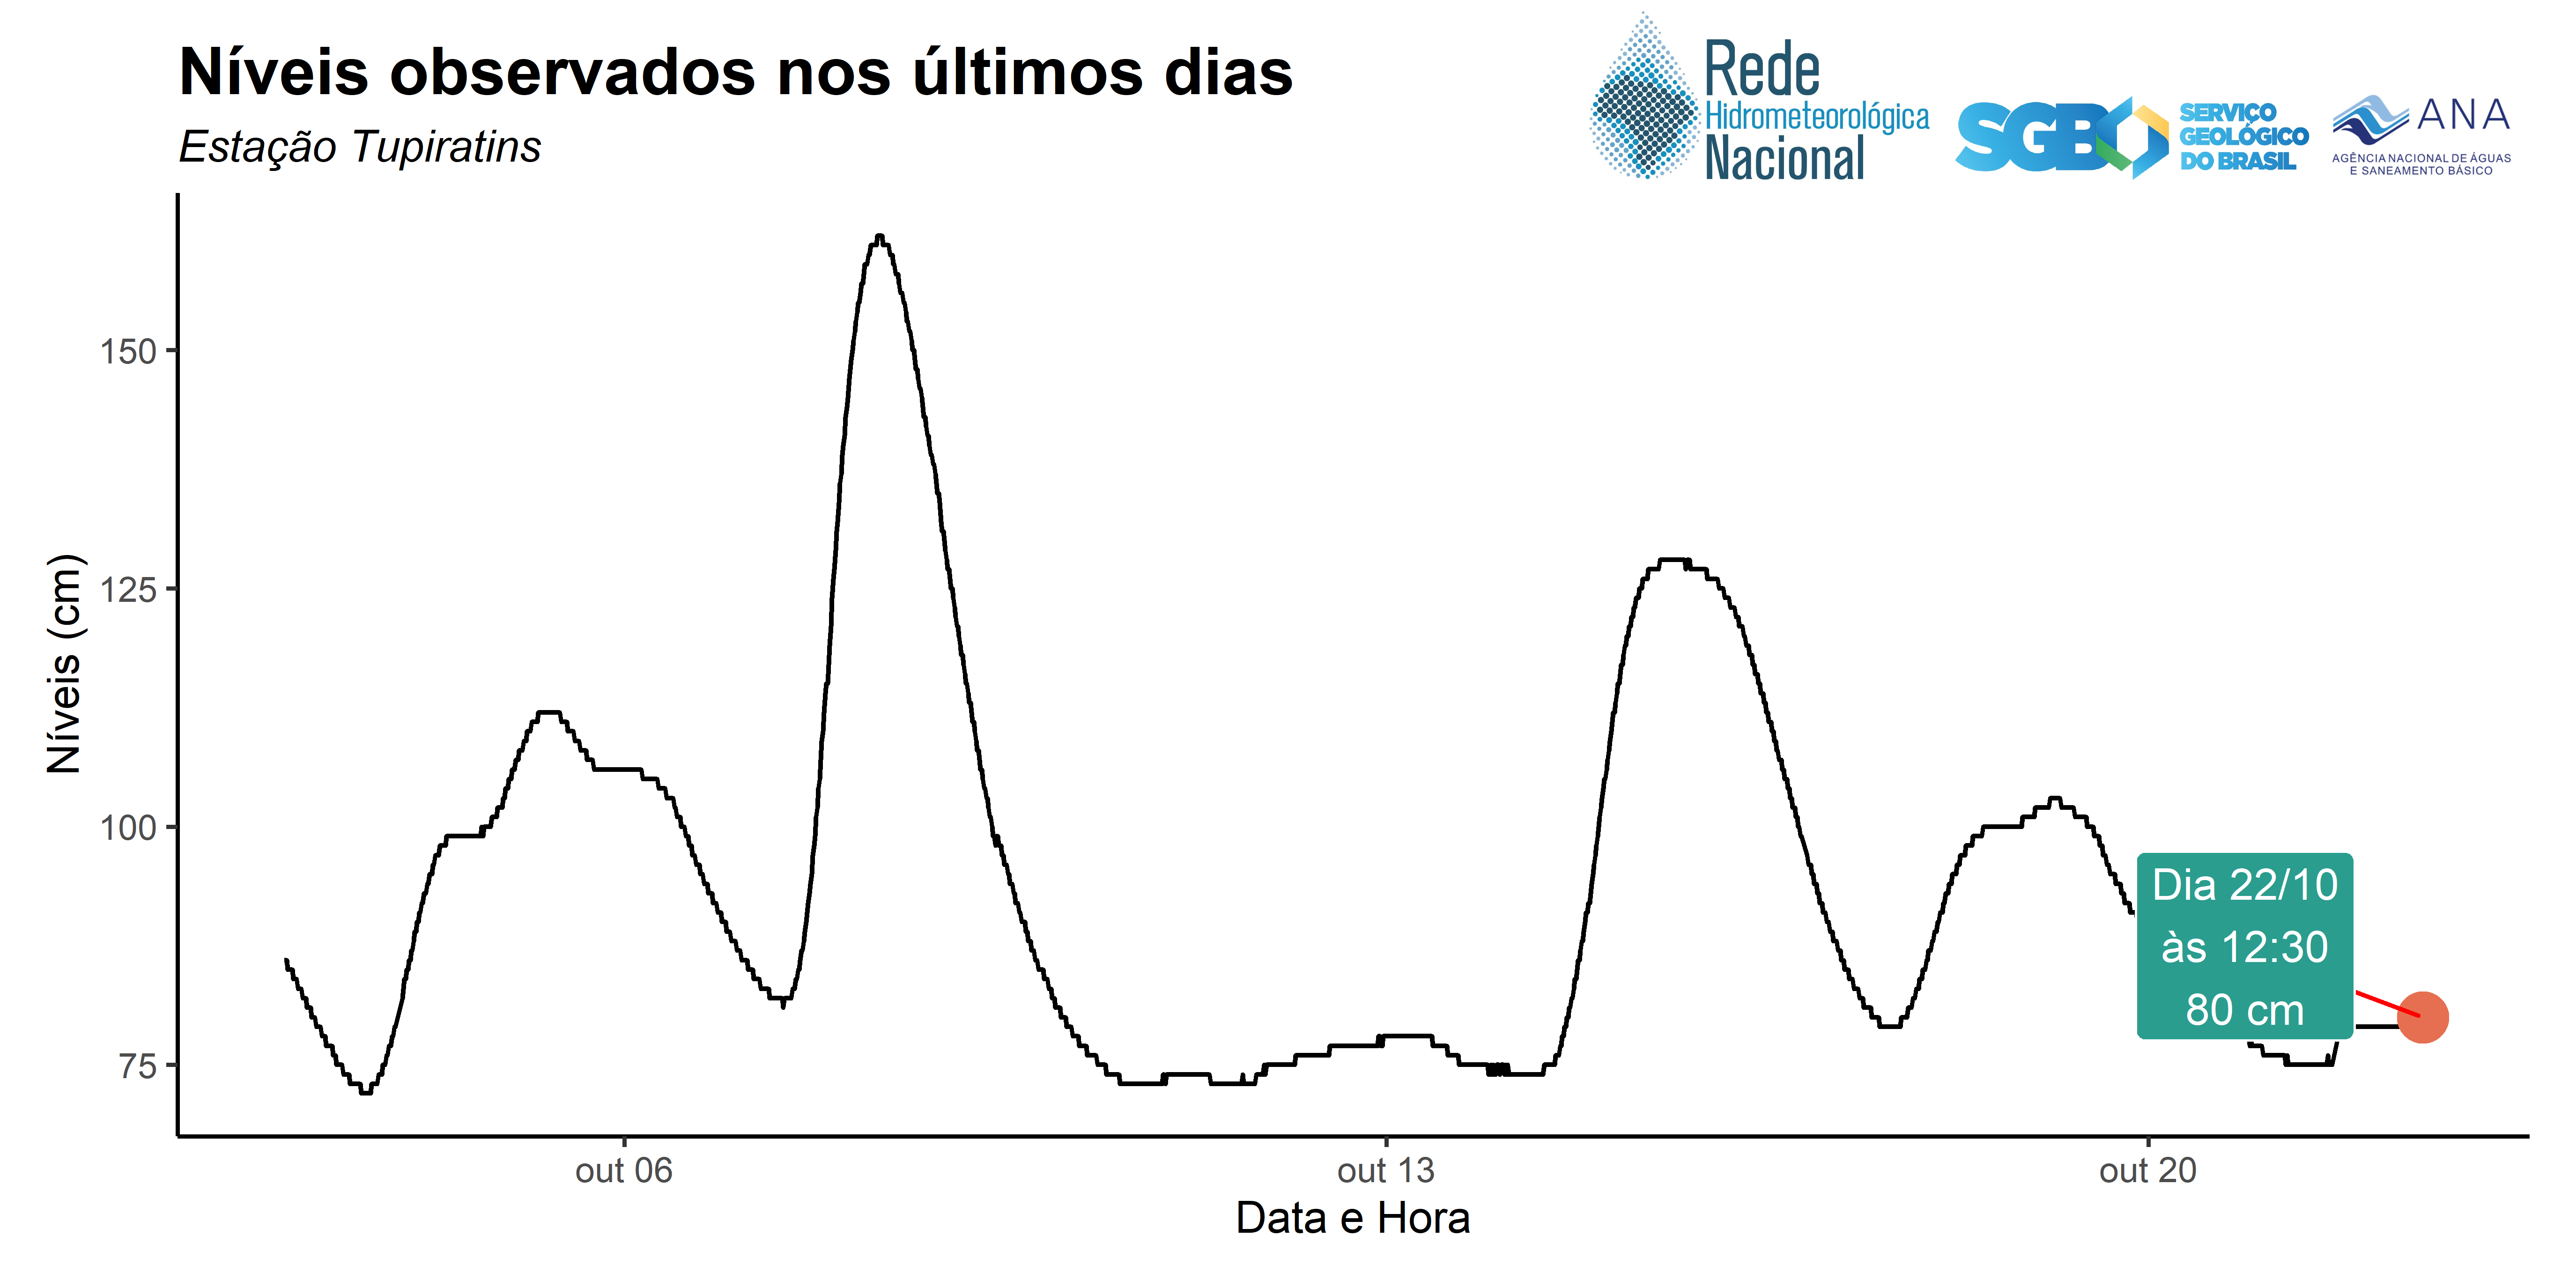 Níveis observados nos últimos dias
Estação Tupiratins
Rede
Hidrometeorológica
Nacional
SGB
SERVIÇO
GEOLÓGICO
DO BRASIL
ANA
AGÊNCIA NACIONAL DE ÁGUAS
E SANEAMENTO BÁSICO
Níveis (cm)
150
125
100
75
Dia 22/10
às 12:30
80 cm
out 06
out 13
out 20
Data e Hora